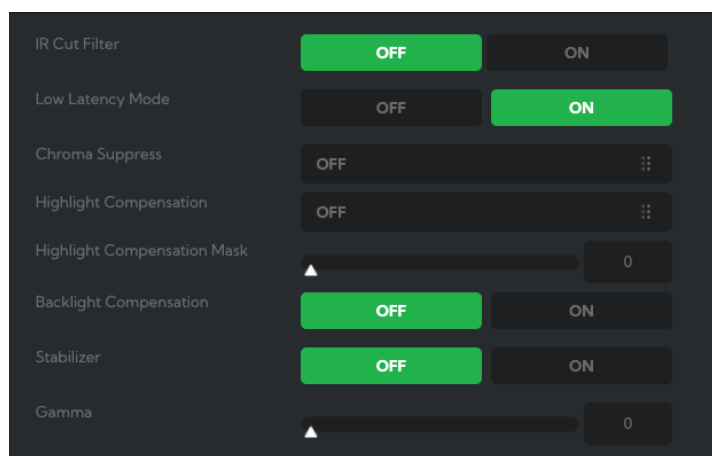 IR Cut Filter OFF ON
Low Latency Mode OFF ON
Chroma Suppress OFF
Highlight Compensation OFF
Highlight Compensation Mask 0
Backlight Compensation OFF ON
Stabilizer OFF ON
Gamma 0